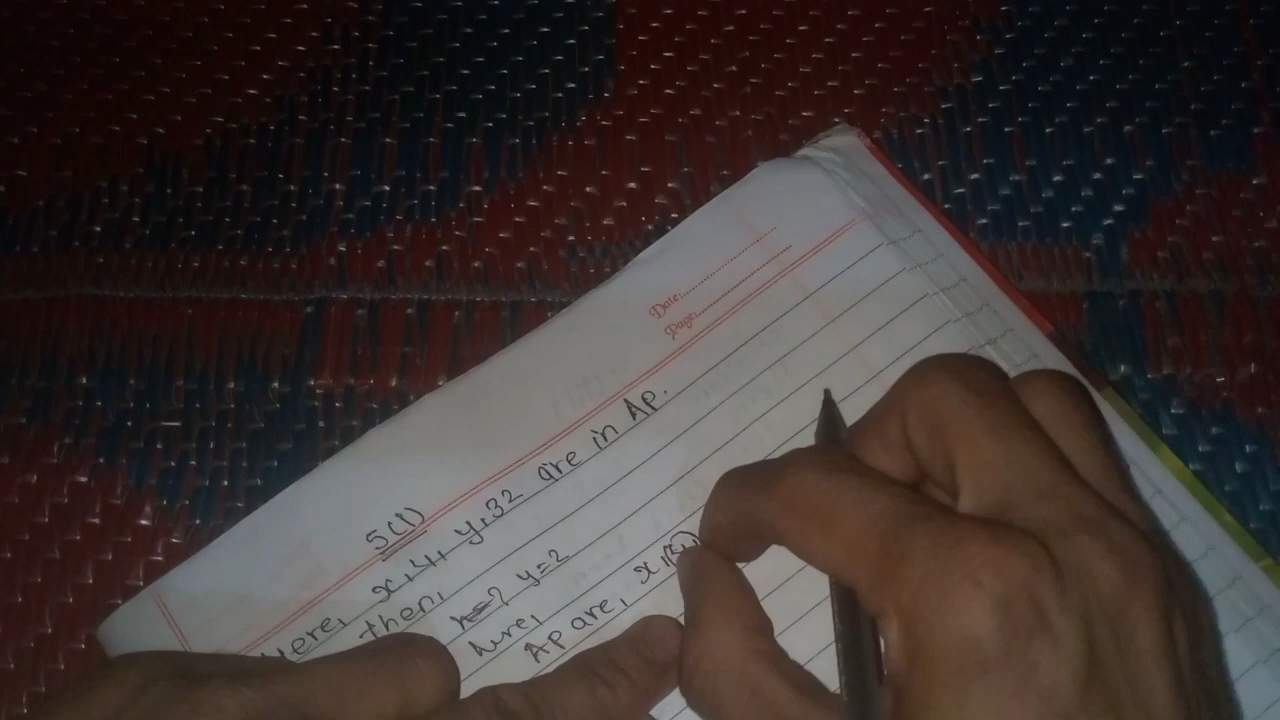 Date:
Page:
5(1)
Here, x, 4, y, 32 are in Ap.
then,
y=2
here,
Ap are, x,